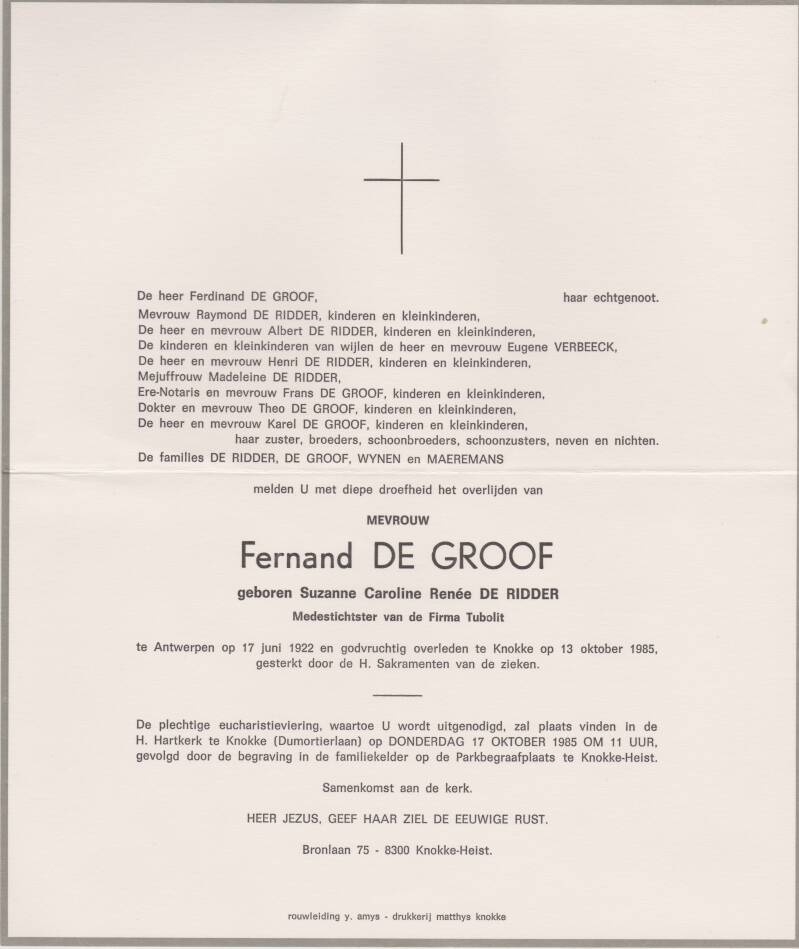 De heer Ferdinand DE GROOF, haar echtgenoot.
Mevrouw Raymond DE RIDDER, kinderen en kleinkinderen,
De heer en mevrouw Albert DE RIDDER, kinderen en kleinkinderen,
De kinderen en kleinkinderen van wijlen de heer en mevrouw Eugene VERBEECK,
De heer en mevrouw Henri DE RIDDER, kinderen en kleinkinderen,
Mejuffrouw Madeleine DE RIDDER,
Ere-Notaris en mevrouw Frans DE GROOF, kinderen en kleinkinderen,
Dokter en mevrouw Theo DE GROOF, kinderen en kleinkinderen,
De heer en mevrouw Karel DE GROOF, kinderen en kleinkinderen,
haar zuster, broeders, schoonbroeders, schoonzusters, neven en nichten.
De families DE RIDDER, DE GROOF, WYNEN en MAEREMANS
melden U met diepe droefheid het overlijden van
MEVROUW
Fernand DE GROOF
geboren Suzanne Caroline Renée DE RIDDER
Medestichtster van de Firma Tubolit
te Antwerpen op 17 juni 1922 en godvruchtig overleden te Knokke op 13 oktober 1985,
gesterkt door de H. Sakramenten van de zieken.
De plechtige eucharistieviering, waartoe U wordt uitgenodigd, zal plaats vinden in de
H. Hartkerk te Knokke (Dumortierlaan) op DONDERDAG 17 OKTOBER 1985 OM 11 UUR,
gevolgd door de begraving in de familiekelder op de Parkbegraafplaats te Knokke-Heist.
Samenkomst aan de kerk.
HEER JEZUS, GEEF HAAR ZIEL DE EEUWIGE RUST.
Bronlaan 75 - 8300 Knokke-Heist.
rouwleiding y. amys - drukkerij matthys knokke